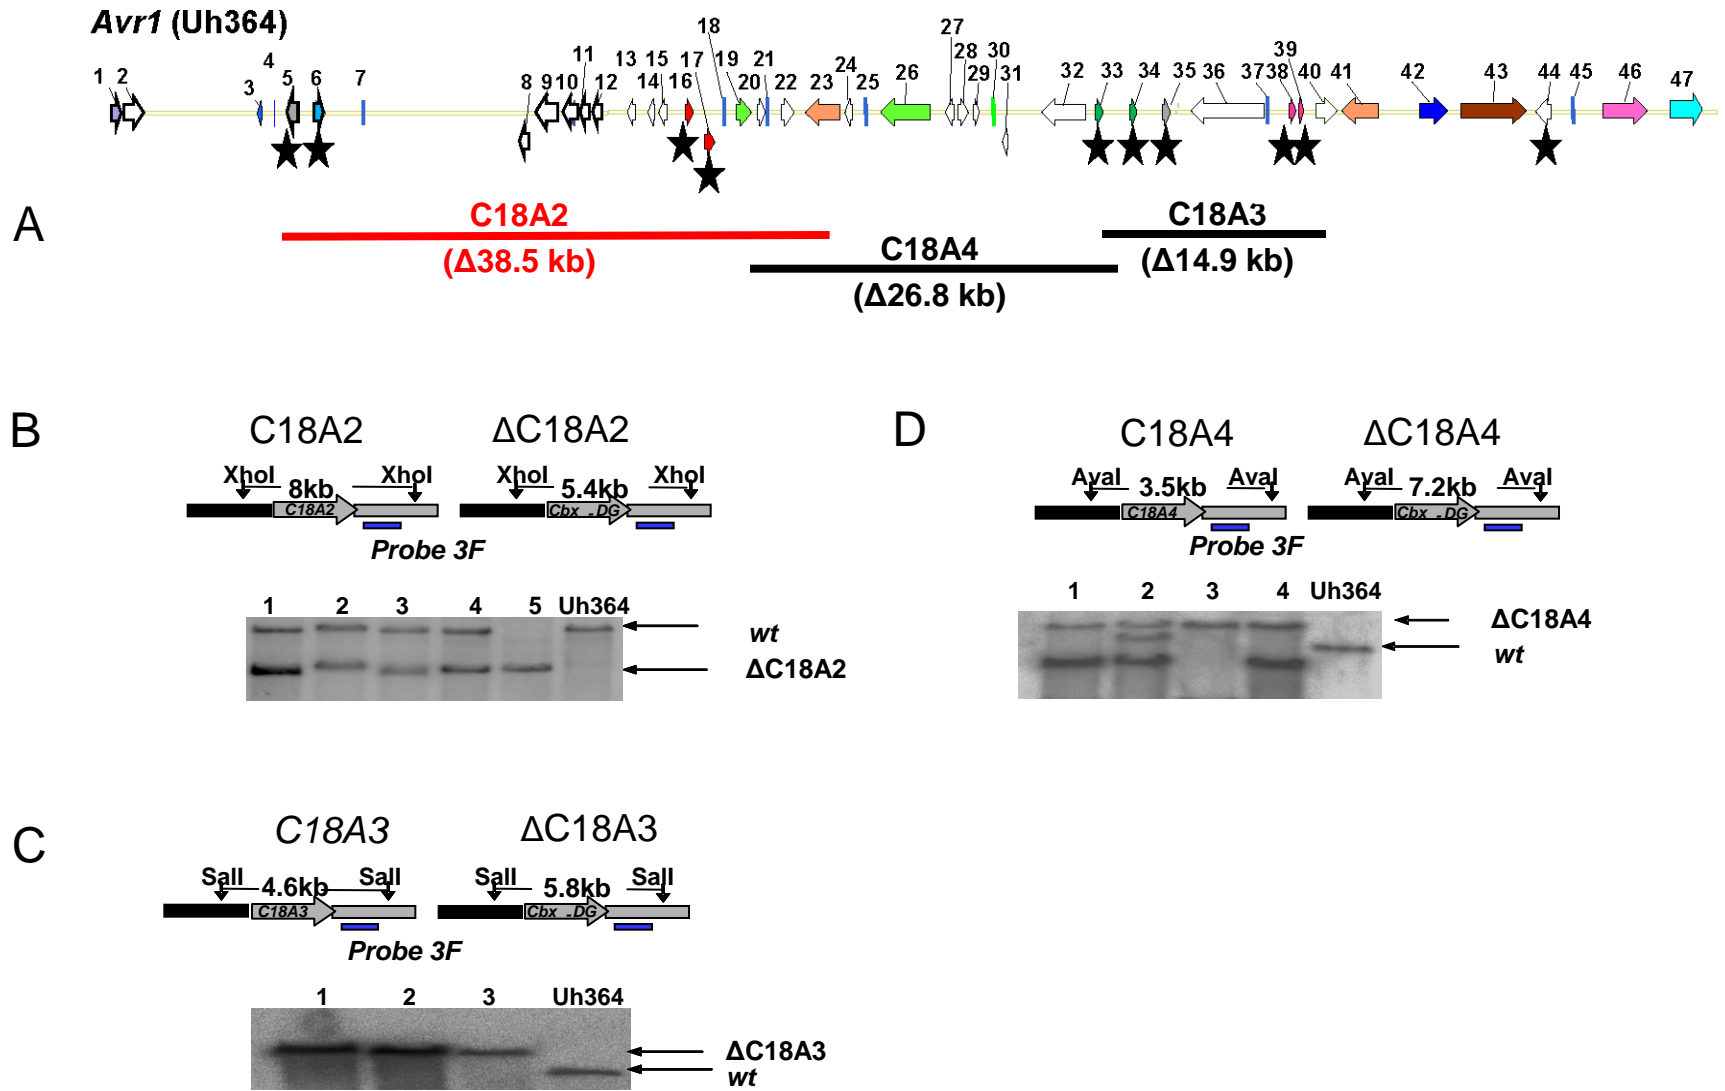 Avr1 (Uh364)
1 2 3 4 5 6 7 8 9 10 11 12 13 14 15 16 17 18 19 20 21 22 23 24 25 26 27 28 29 30 31 32 33 34 35 36 37 38 39 40 41 42 43 44 45 46 47
A
C18A2
(Δ38.5 kb)
C18A4
(Δ26.8 kb)
C18A3
(Δ14.9 kb)
B
C18A2 ΔC18A2
XhoI 8kb XhoI XhoI 5.4kb XhoI
C18A2 Cbx -DG
Probe 3F
1 2 3 4 5 Uh364
wt
ΔC18A2
D
C18A4 ΔC18A4
AvaI 3.5kb AvaI AvaI 7.2kb AvaI
C18A4 Cbx -DG
Probe 3F
1 2 3 4 Uh364
ΔC18A4
wt
C
C18A3 ΔC18A3
SalI 4.6kb SalI SalI 5.8kb SalI
C18A3 Cbx -DG
Probe 3F
1 2 3 Uh364
ΔC18A3
wt